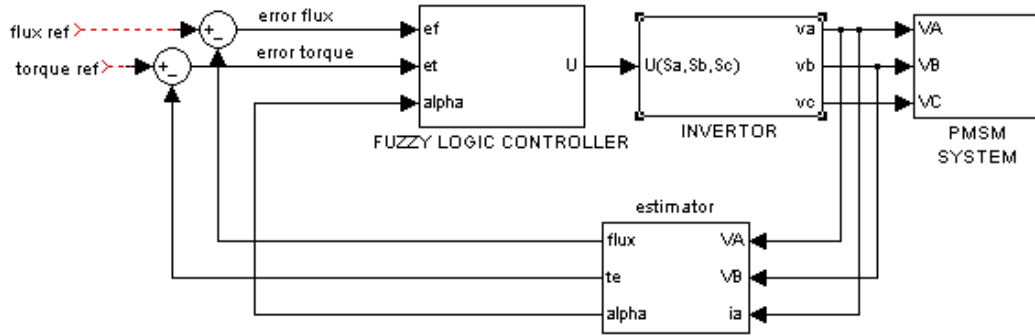 flux ref
torque ref
+
−
+
−
error flux
error torque
ef
et
alpha
U
FUZZY LOGIC CONTROLLER
U(Sa,Sb,Sc)
va
vb
vc
INVERTOR
VA
VB
VC
PMSM
SYSTEM
estimator
flux
te
alpha
VA
VB
ia